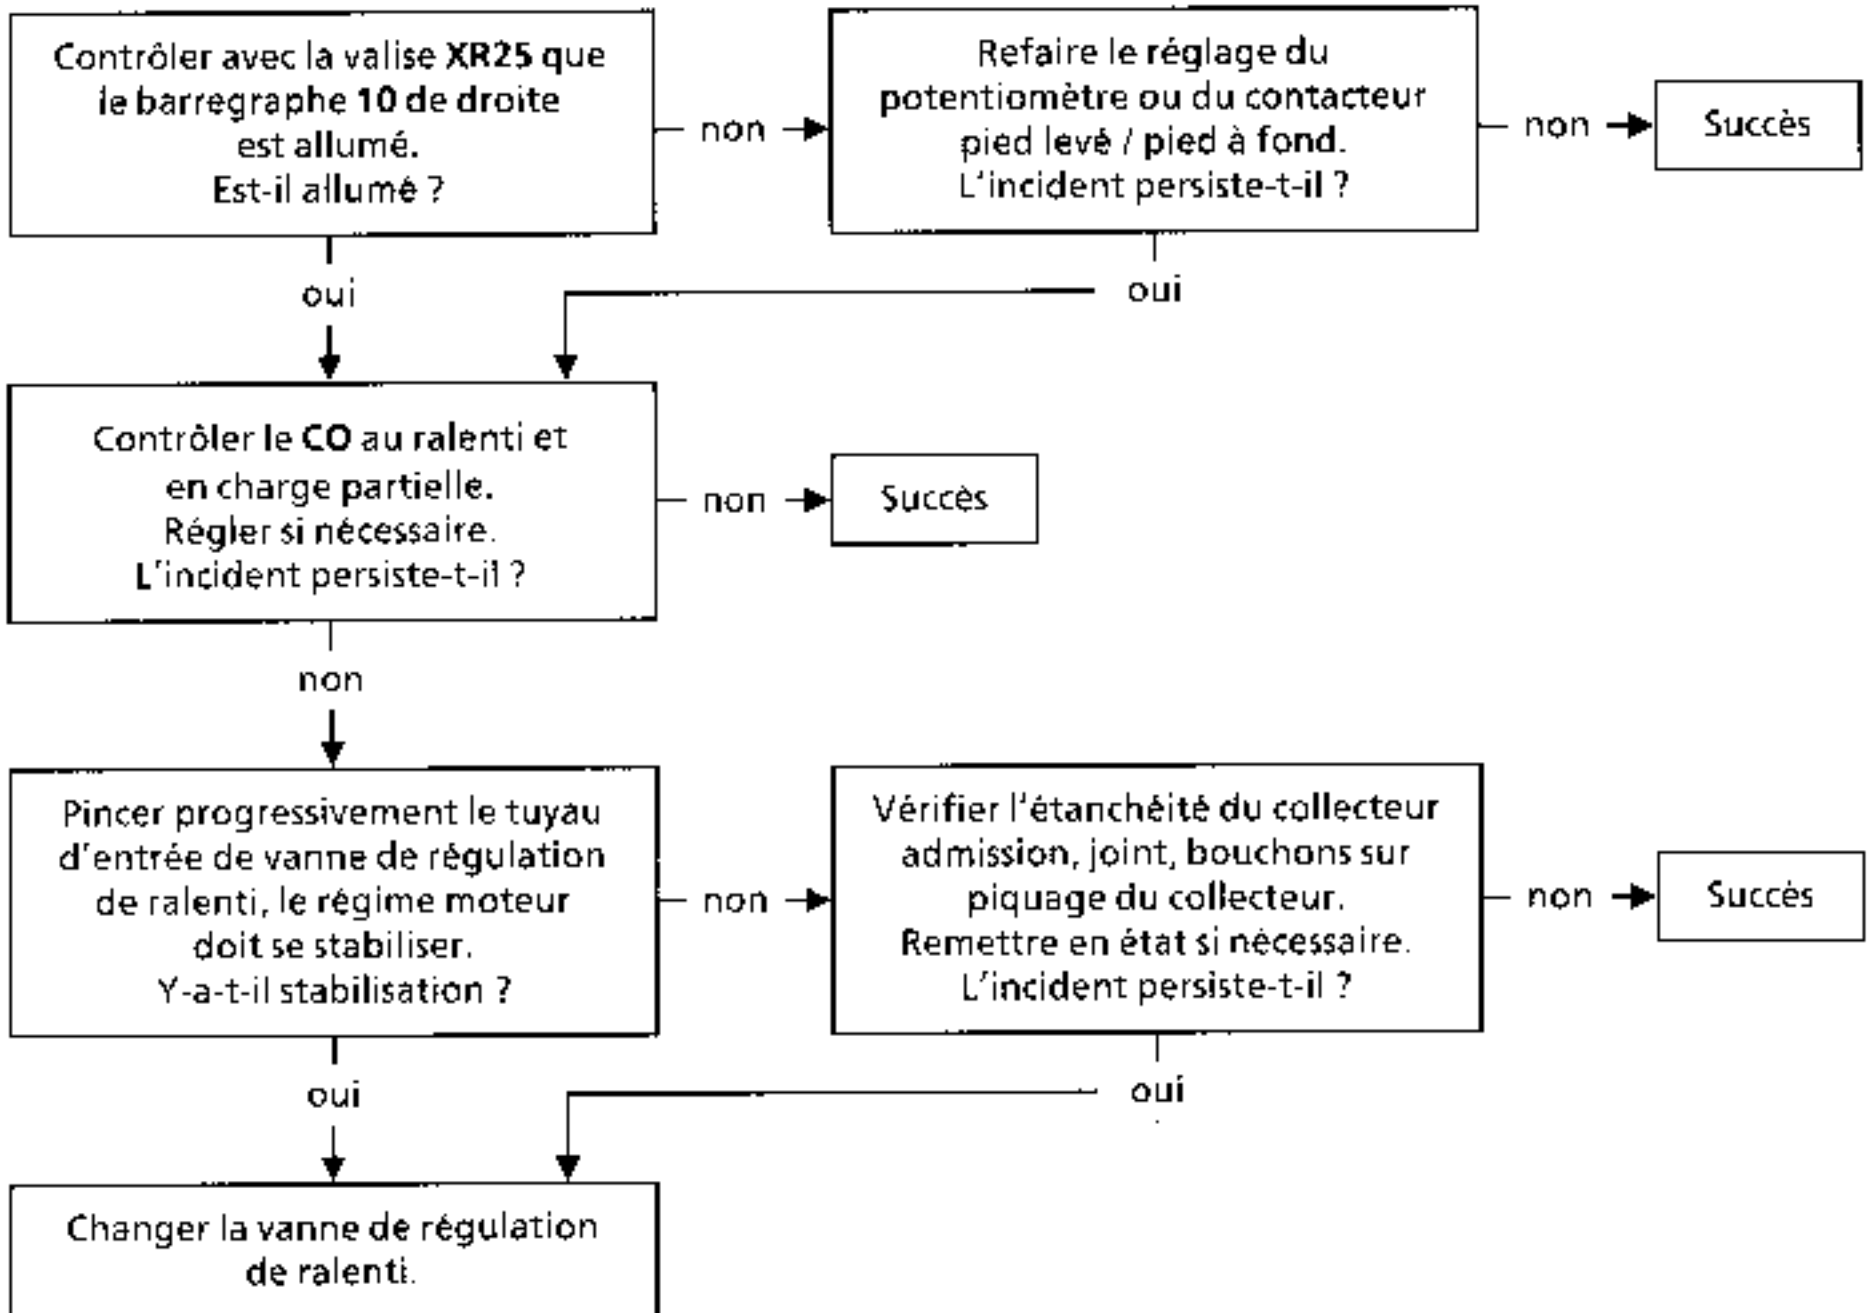 Contrôler avec la valise XR25 que
le barregraphe 10 de droite
est allumé.
Est-il allumé ?
non
Refaire le réglage du
potentiomètre ou du contacteur
pied levé / pied à fond.
L'incident persiste-t-il ?
non
Succès
oui
oui
Contrôler le CO au ralenti et
en charge partielle.
Régler si nécessaire.
L'incident persiste-t-il ?
non
Succès
non
Pincer progressivement le tuyau
d'entrée de vanne de régulation
de ralenti, le régime moteur
doit se stabiliser.
Y-a-t-il stabilisation ?
non
Vérifier l'étanchéité du collecteur
admission, joint, bouchons sur
piquage du collecteur.
Remettre en état si nécessaire.
L'incident persiste-t-il ?
non
Succès
oui
oui
Changer la vanne de régulation
de ralenti.